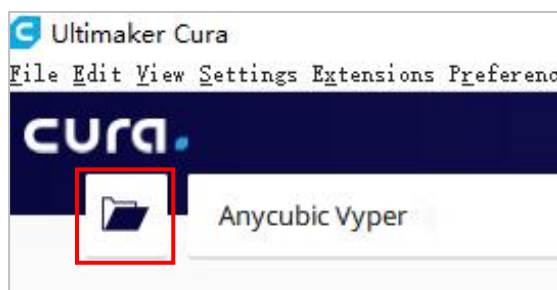 Ultimaker Cura
File Edit View Settings Extensions Preferenc
cura.
Anycubic Vyper